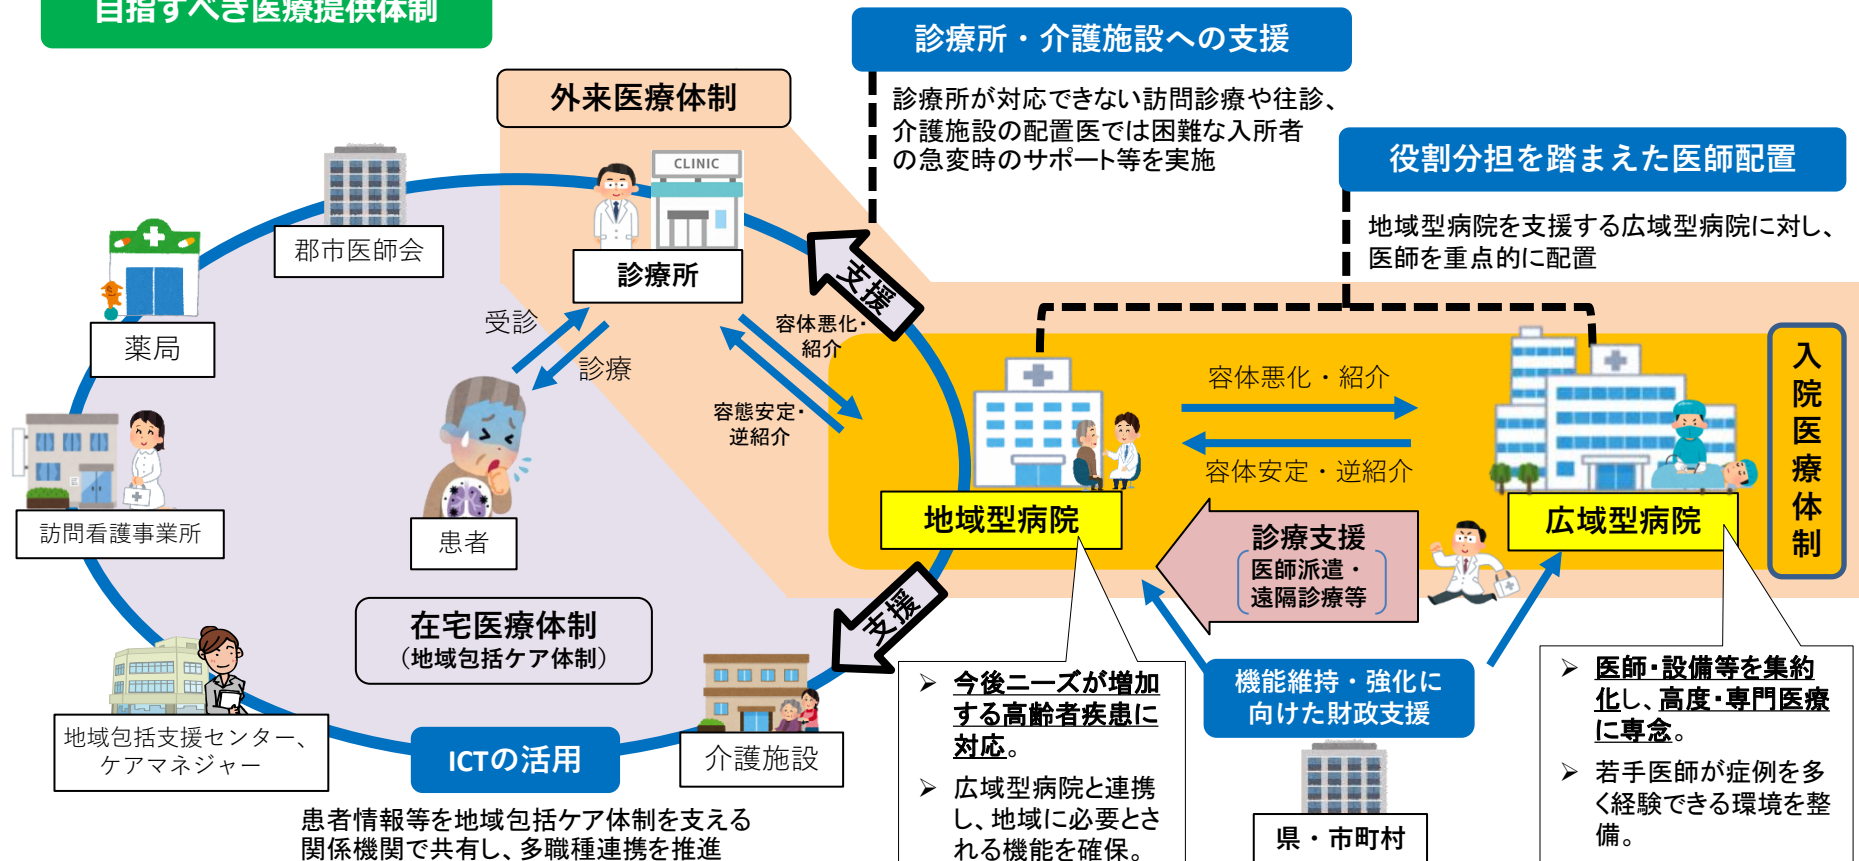 目指すべき医療提供体制
診療所・介護施設への支援
診療所が対応できない訪問診療や往診、
介護施設の配置医では困難な入所者
の急変時のサポート等を実施
役割分担を踏まえた医師配置
地域型病院を支援する広域型病院に対し、
医師を重点的に配置
外来医療体制
CLINIC
診療所
郡市医師会
薬局
訪問看護事業所
地域包括支援センター、
ケアマネジャー
受診
診療
患者
在宅医療体制
（地域包括ケア体制）
容体悪化・
紹介
容態安定・
逆紹介
支援
支援
介護施設
ICTの活用
患者情報等を地域包括ケア体制を支える
関係機関で共有し、多職種連携を推進
地域型病院
容体悪化・紹介
容体安定・逆紹介
広域型病院
入院医療体制
診療支援
医師派遣・
遠隔診療等
➢ 今後ニーズが増加
する高齢者疾患に
対応。
➢ 広域型病院と連携
し、地域に必要とさ
れる機能を確保。
機能維持・強化に
向けた財政支援
県・市町村
➢ 医師・設備等を集約
化し、高度・専門医療
に専念。
➢ 若手医師が症例を多
く経験できる環境を整
備。